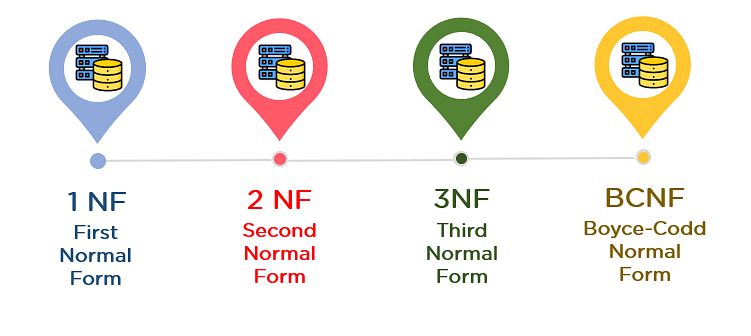 1 NF
First
Normal
Form
2 NF
Second
Normal
Form
3NF
Third
Normal
Form
BCNF
Boyce-Codd
Normal
Form